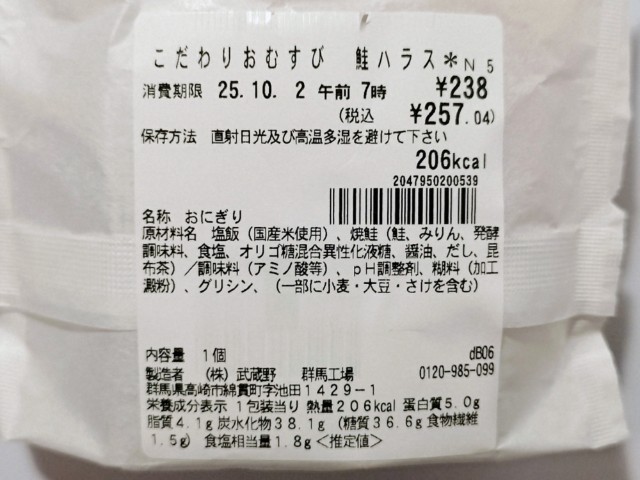 こだわりおむすび 鮭ハラス＊N5
消費期限 25.10. 2 午前 7時 ¥238
(税込 ¥257.04)
保存方法 直射日光及び高温多湿を避けて下さい
206kcal
2047950200539
名称 おにぎり
原材料名 塩飯（国産米使用）、焼鮭（鮭、みりん、発酵
調味料、食塩、オリゴ糖混合異性化液糖、醤油、だし、昆
布茶）／調味料（アミノ酸等）、pH調整剤、糊料（加工
澱粉）、グリシン、（一部に小麦・大豆・さけを含む）
内容量 1個 dB06
製造者 （株）武蔵野 群馬工場 0120-985-099
群馬県高崎市綿貫町字池田1429-1
栄養成分表示 1包装当り 熱量206kcal 蛋白質5.0g
脂質4.1g 炭水化物38.1g （糖質36.6g 食物繊維
1.5g） 食塩相当量1.8g＜推定値＞